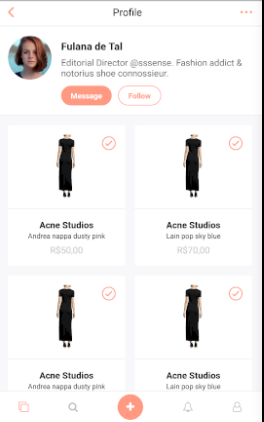 Profile
Fulana de Tal
Editorial Director @sssense. Fashion addict &
notorius shoe connossieur.
Message
Follow
Acne Studios
Andrea nappa dusty pink
R$50,00
Acne Studios
Lain pop sky blue
R$70,00
Acne Studios
Andrea nappa dusty pink
Acne Studios
Lain pop sky blue